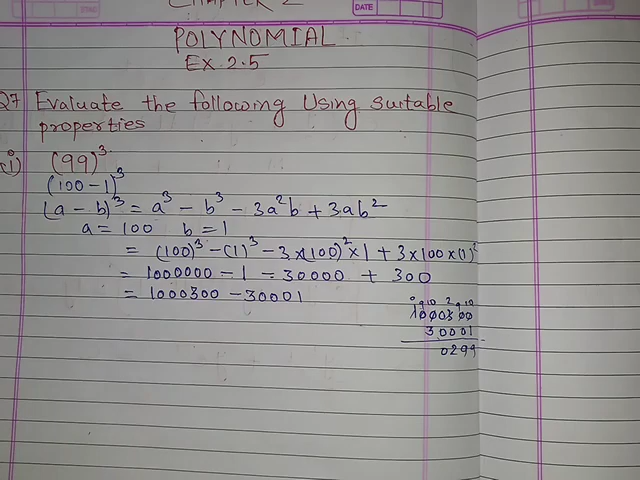 Chapter 2
DATE
POLYNOMIAL
EX.2.5
Q7 Evaluate the following Using suitable
properties
(i) (99)³
(100-1)³
(a-b)³ = a³ - b³ - 3a²b + 3ab²
a = 100 b = 1
= (100)³ - (1)³ - 3×(100)²×1 + 3×100×(1)²
= 1000000 - 1 - 30000 + 300
= 1000300 - 30001
1000300
30001
0299